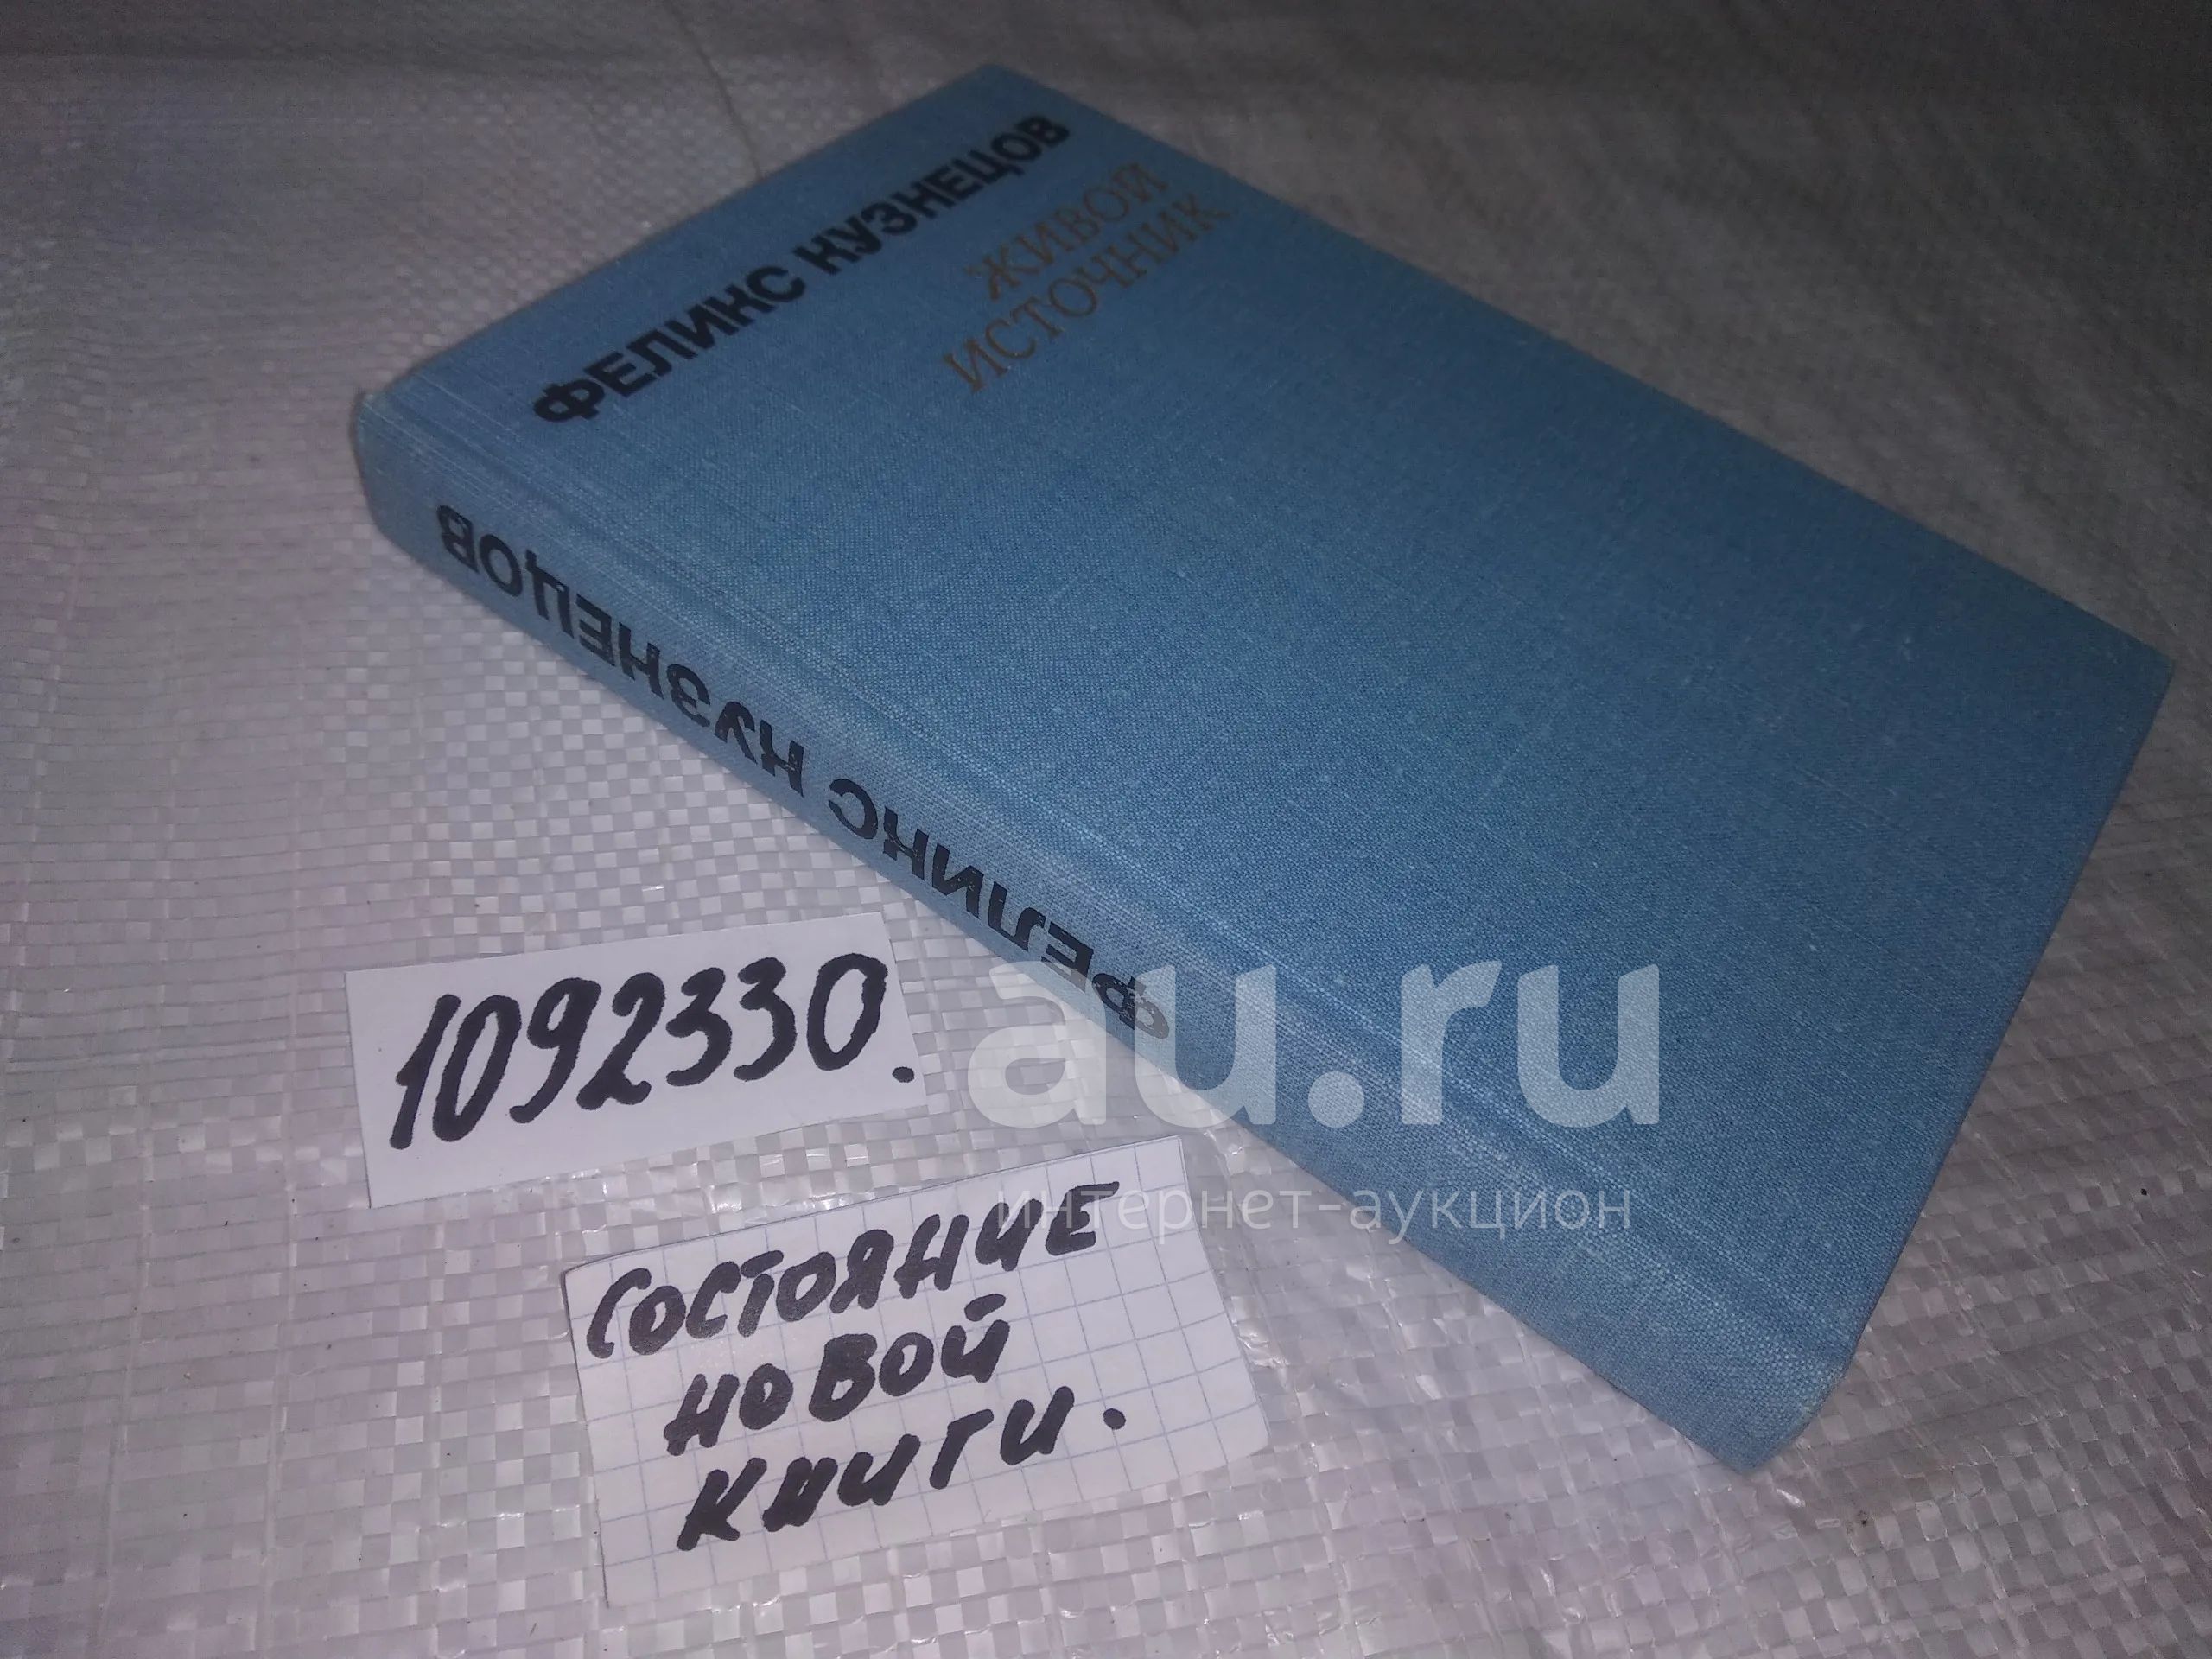 ФЕЛИКС КУЗНЕЦОВ
ЖИВОЙ
ИСТОЧНИК
ФЕЛИКС КУЗНЕЦОВ
1092330.
au.ru
интернет-аукцион
СОСТОЯНИЕ
НОВОЙ
КНИГИ.